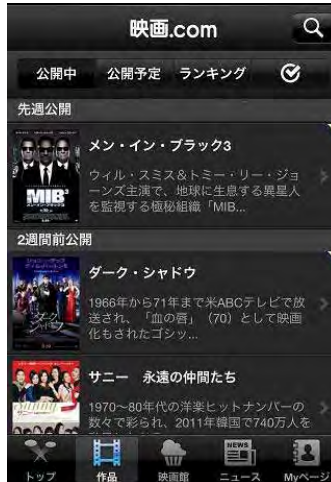 映画.com
公開中 公開予定 ランキング
先週公開
メン・イン・ブラック3
ウィル・スミス＆トミー・リー・ジョ
ーンズ主演で、地球に生息する異星人
を監視する極秘組織「MIB...
MIB³
2週間前公開
ダーク・シャドウ
1966年から71年まで米ABCテレビで放
送され、「血の唇」（70）として映画
化もされたゴシッ...
サニー 永遠の仲間たち
1970〜80年代の洋楽ヒットナンバーの
数々で彩られ、2011年韓国で740万人を
トップ 作品 映画館 ニュース Myページ
NEWS